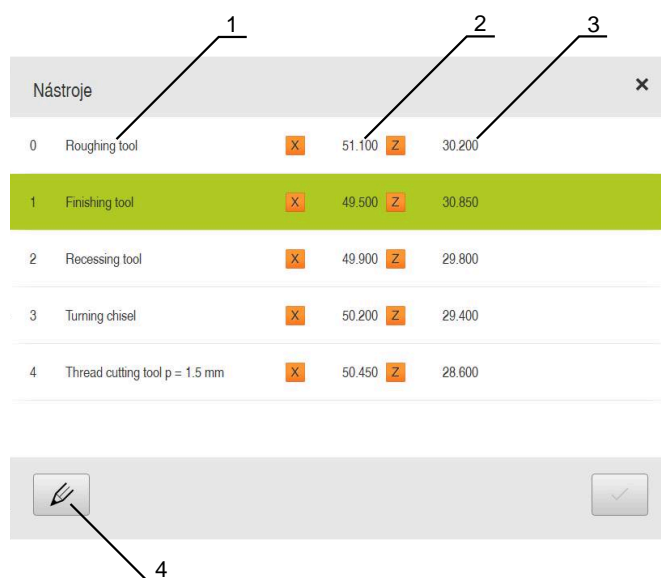 1 2 3
Nástroje ×
0 Roughing tool X 51.100 Z 30.200
1 Finishing tool X 49.500 Z 30.850
2 Recessing tool X 49.900 Z 29.800
3 Turning chisel X 50.200 Z 29.400
4 Thread cutting tool p = 1.5 mm X 50.450 Z 28.600
4